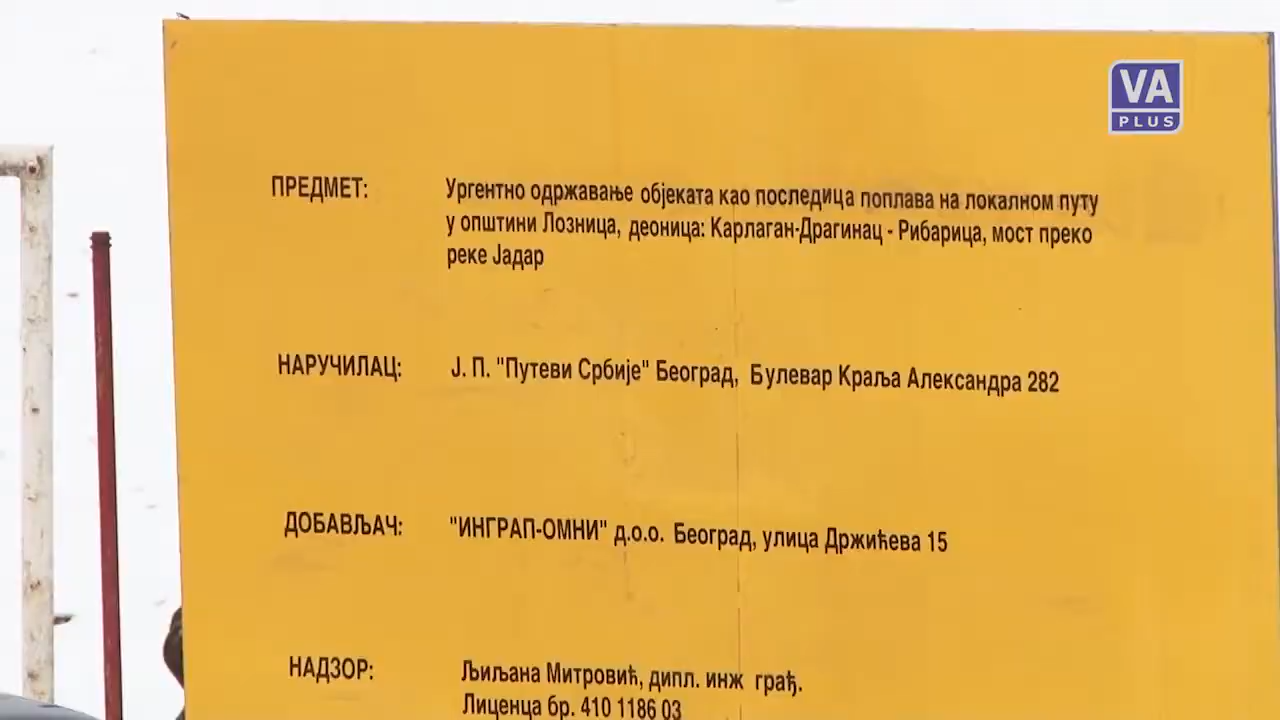 VA
PLUS
ПРЕДМЕТ: Ургентно одржавање објеката као последица поплава на локалном путу
у општини Лозница, деоница: Карлаган-Драгинац - Рибарица, мост преко
реке Јадар
НАРУЧИЛАЦ: Ј. П. "Путеви Србије" Београд, Булевар Краља Александра 282
ДОБАВЉАЧ: "ИНГРАП-ОМНИ" д.о.о. Београд, улица Држићева 15
НАДЗОР: Љиљана Митровић, дипл. инж грађ.
Лиценца бр. 410 1186 03